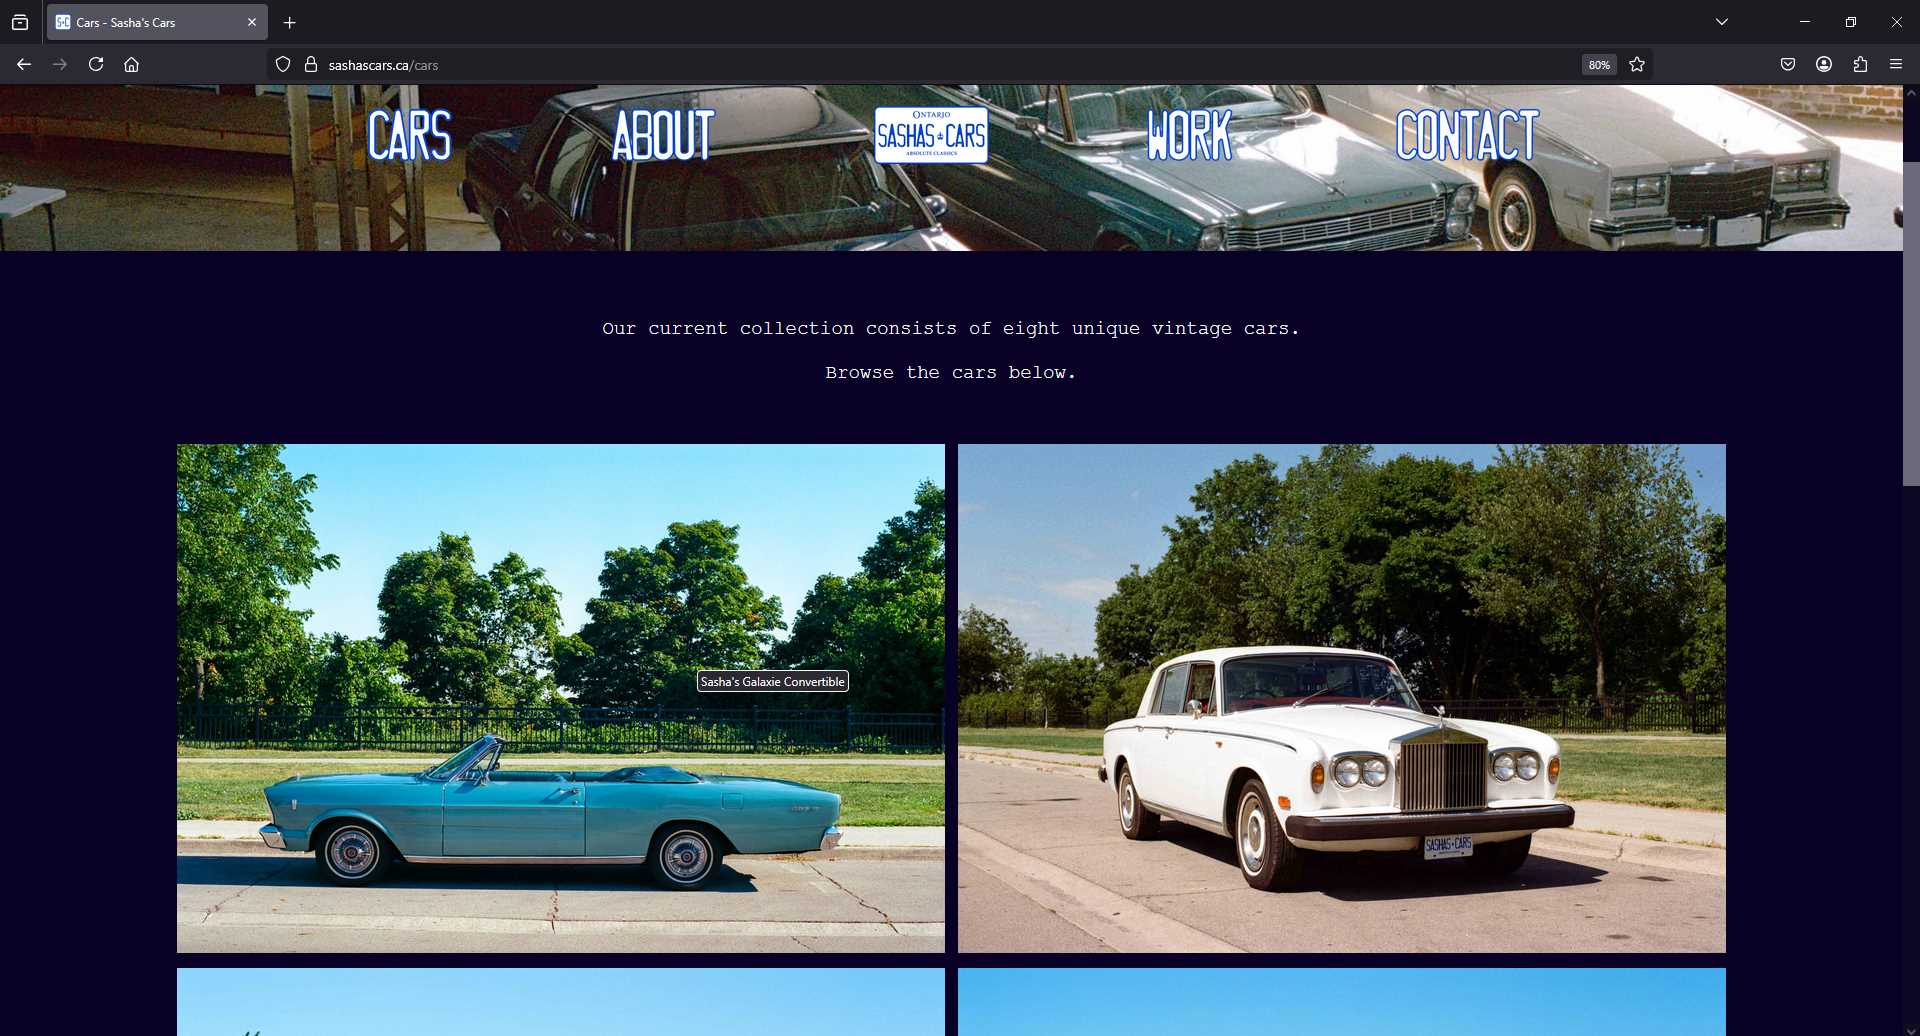 Cars - Sasha's Cars
sashascars.ca/cars
80%
CARS
ABOUT
ONTARIO
SASHAS CARS
ABSOLUTE CLASSICS
WORK
CONTACT
Our current collection consists of eight unique vintage cars.
Browse the cars below.
Sasha's Galaxie Convertible
SASHAS CARS